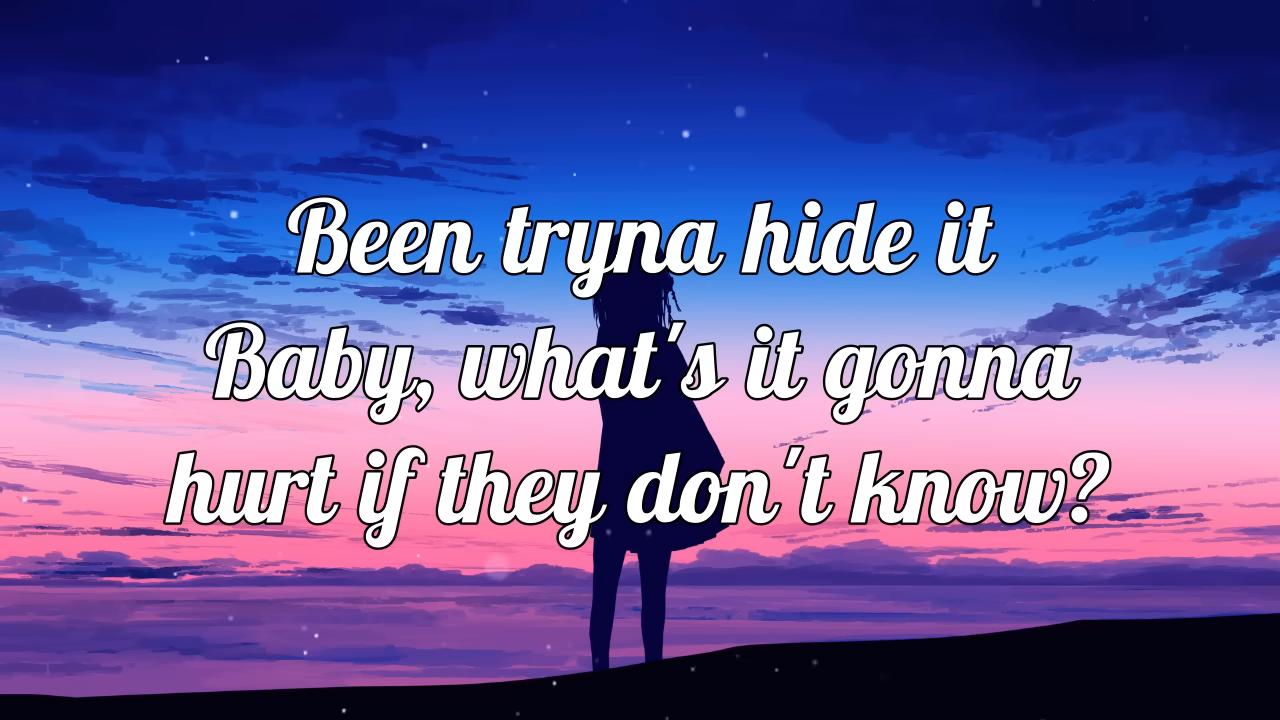 Been tryna hide it
Baby, what's it gonna
hurt if they don't know?